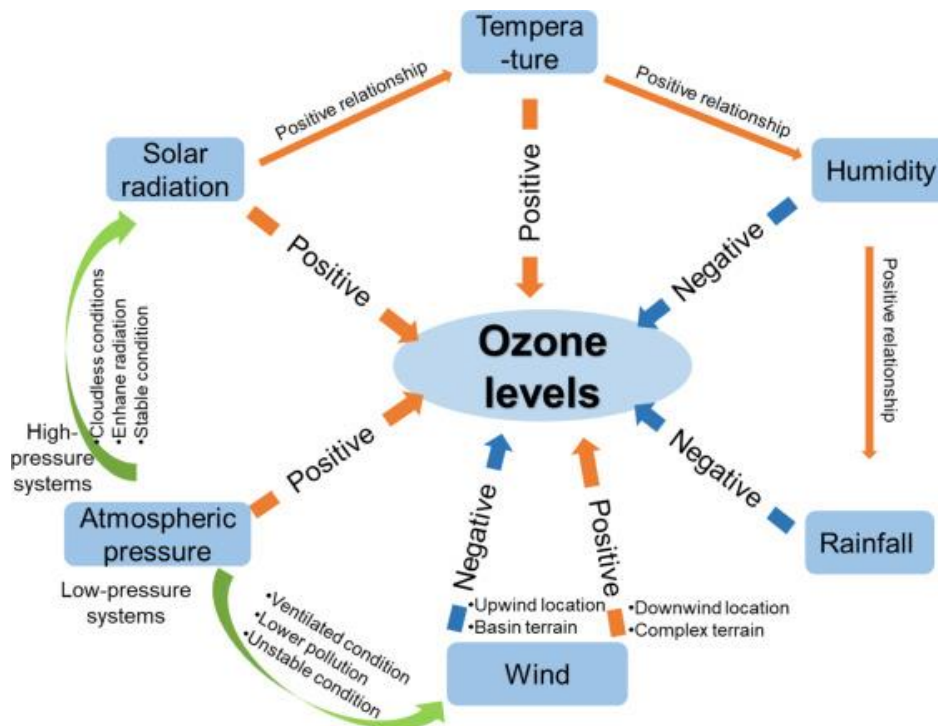 Tempera
-ture
Positive relationship
Positive relationship
Solar
radiation
Humidity
Positive
Positive
Negative
Positive relationship
•Cloudless conditions
•Enhane radiation
•Stable condition
Ozone
levels
High-
pressure
systems
Positive
Negative
Atmospheric
pressure
Rainfall
Low-pressure
systems
•Ventilated condition
•Lower pollution
•Unstable condition
Negative
Positive
•Upwind location
•Basin terrain
•Downwind location
•Complex terrain
Wind